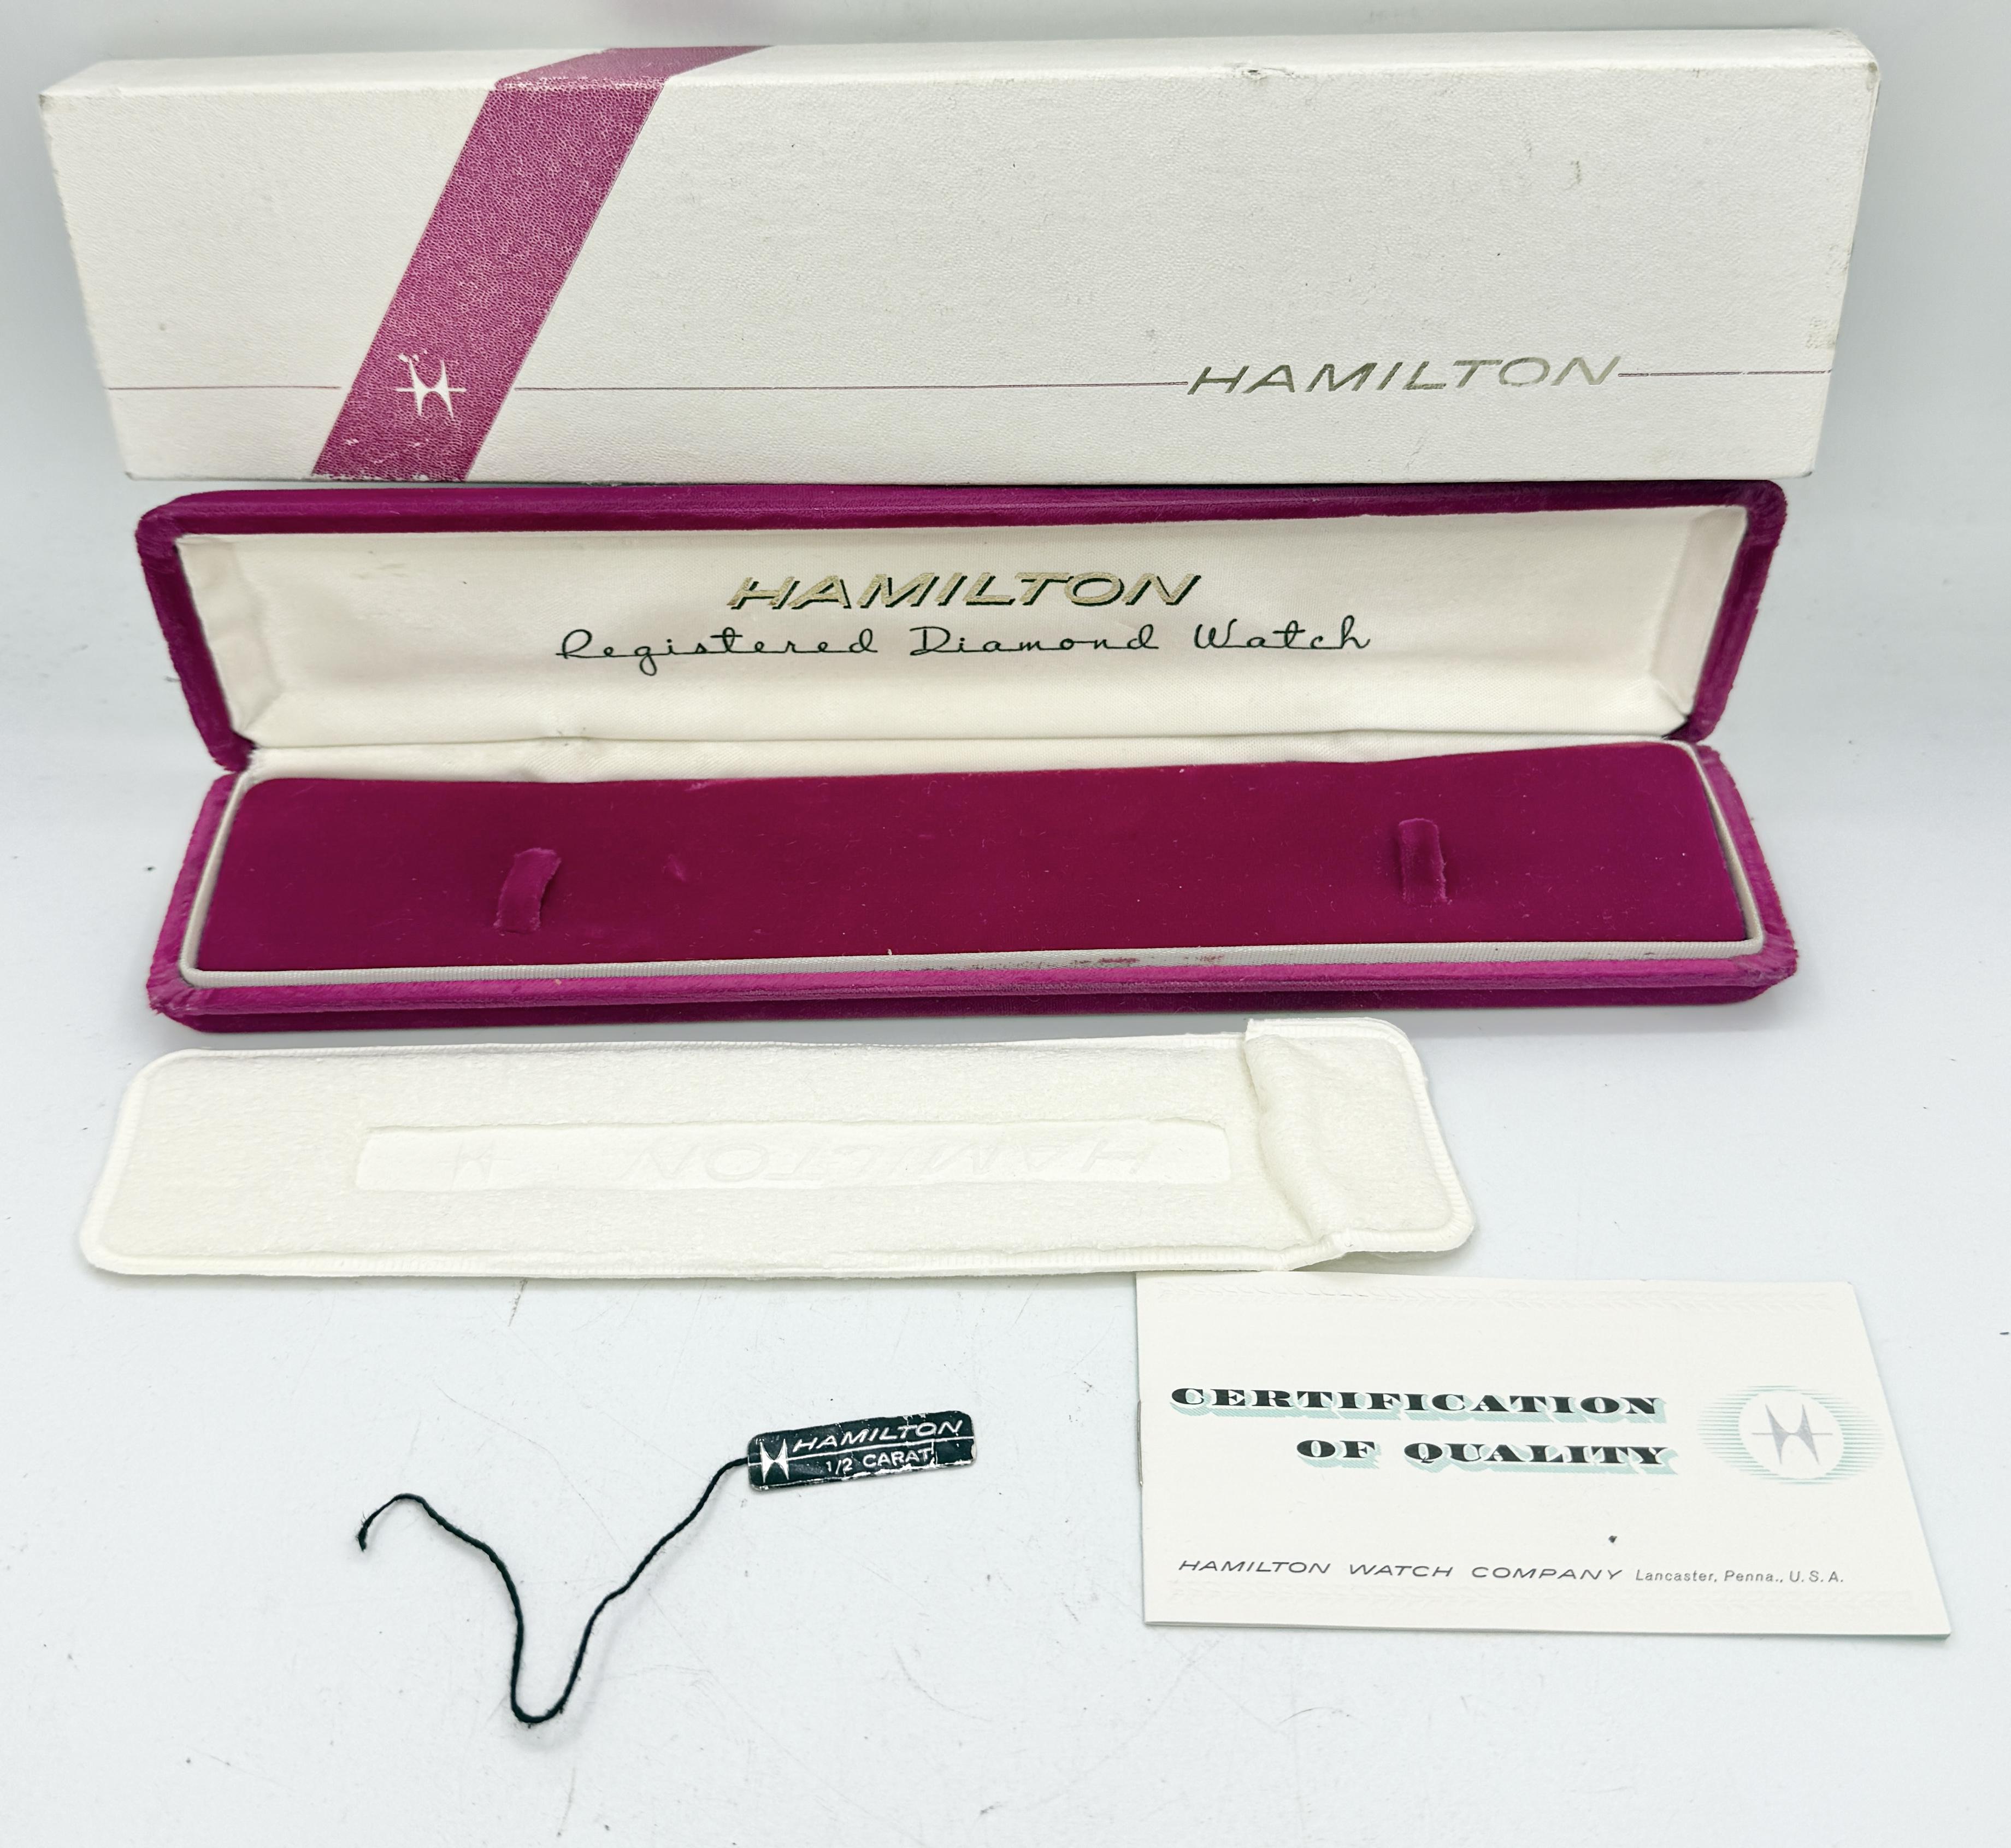 HAMILTON
HAMILTON
Registered Diamond Watch
HAMILTON
HAMILTON
1/2 CARAT
CERTIFICATION
OF QUALITY
HAMILTON WATCH COMPANY Lancaster, Penna., U.S.A.